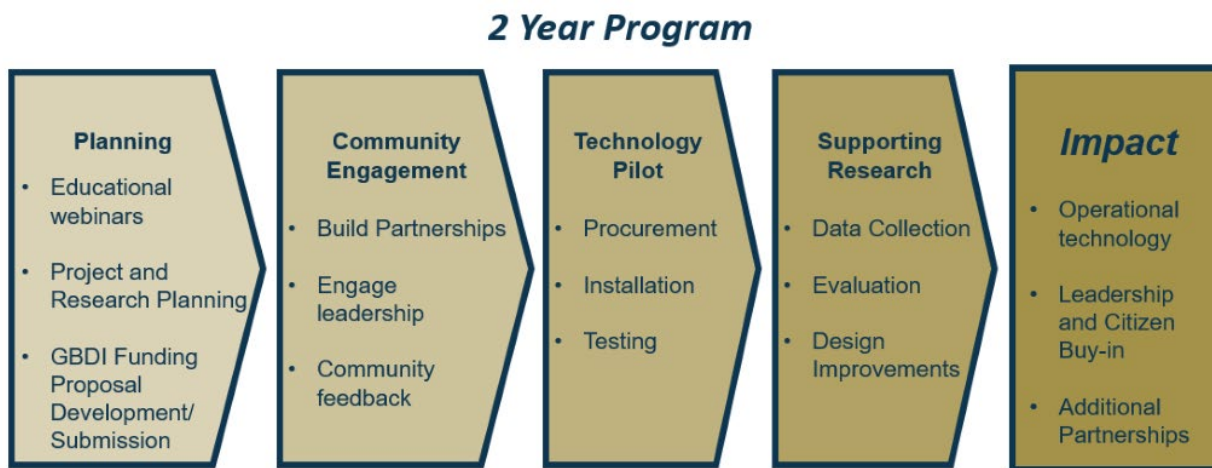 2 Year Program
Planning
• Educational
webinars
• Project and
Research Planning
• GBDI Funding
Proposal
Development/
Submission
Community
Engagement
• Build Partnerships
• Engage
leadership
• Community
feedback
Technology
Pilot
• Procurement
• Installation
• Testing
Supporting
Research
• Data Collection
• Evaluation
• Design
Improvements
Impact
• Operational
technology
• Leadership
and Citizen
Buy-in
• Additional
Partnerships